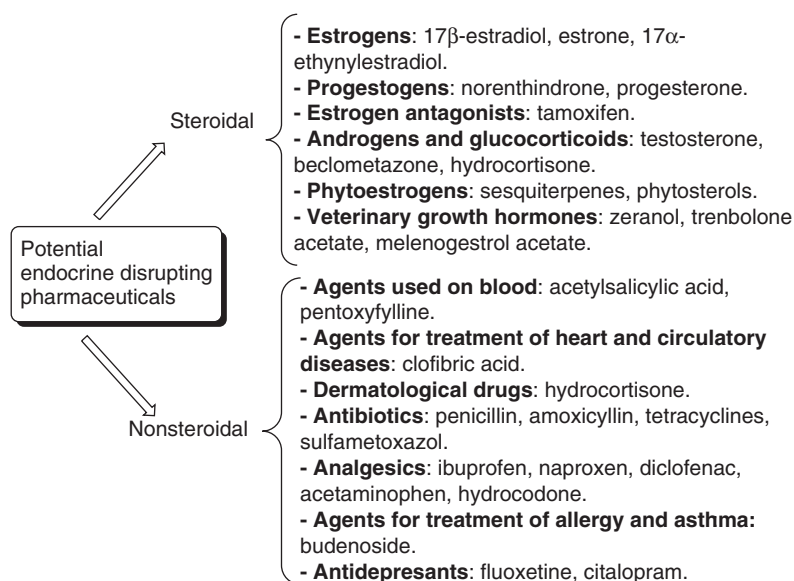 Potential
endocrine disrupting
pharmaceuticals
Steroidal
- Estrogens: 17β-estradiol, estrone, 17α-
ethynylestradiol.
- Progestogens: norenthindrone, progesterone.
- Estrogen antagonists: tamoxifen.
- Androgens and glucocorticoids: testosterone,
beclometazone, hydrocortisone.
- Phytoestrogens: sesquiterpenes, phytosterols.
- Veterinary growth hormones: zeranol, trenbolone
acetate, melenogestrol acetate.
Nonsteroidal
- Agents used on blood: acetylsalicylic acid,
pentoxyfylline.
- Agents for treatment of heart and circulatory
diseases: clofibric acid.
- Dermatological drugs: hydrocortisone.
- Antibiotics: penicillin, amoxicyllin, tetracyclines,
sulfametoxazol.
- Analgesics: ibuprofen, naproxen, diclofenac,
acetaminophen, hydrocodone.
- Agents for treatment of allergy and asthma:
budenoside.
- Antidepresants: fluoxetine, citalopram.